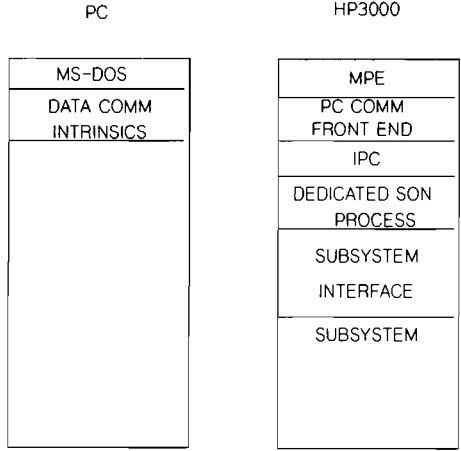 PC
MS-DOS
DATA COMM
INTRINSICS
HP3000
MPE
PC COMM
FRONT END
IPC
DEDICATED SON
PROCESS
SUBSYSTEM
INTERFACE
SUBSYSTEM